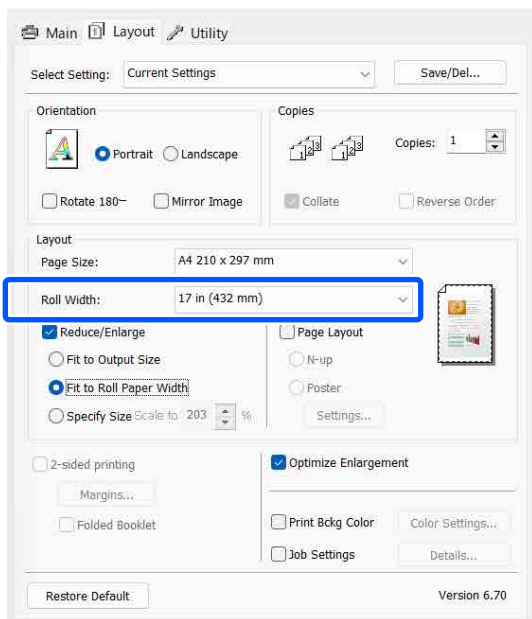 Main Layout Utility
Select Setting: Current Settings Save/Del...
Orientation Copies
Portrait Landscape Copies: 1
Rotate 180° Mirror Image Collate Reverse Order
Layout
Page Size: A4 210 x 297 mm
Roll Width: 17 in (432 mm)
Reduce/Enlarge Page Layout
Fit to Output Size N-up
Fit to Roll Paper Width Poster
Specify Size Scale to 203 % Settings...
2-sided printing Optimize Enlargement
Margins...
Folded Booklet Print Bckg Color Color Settings...
Job Settings Details...
Restore Default Version 6.70